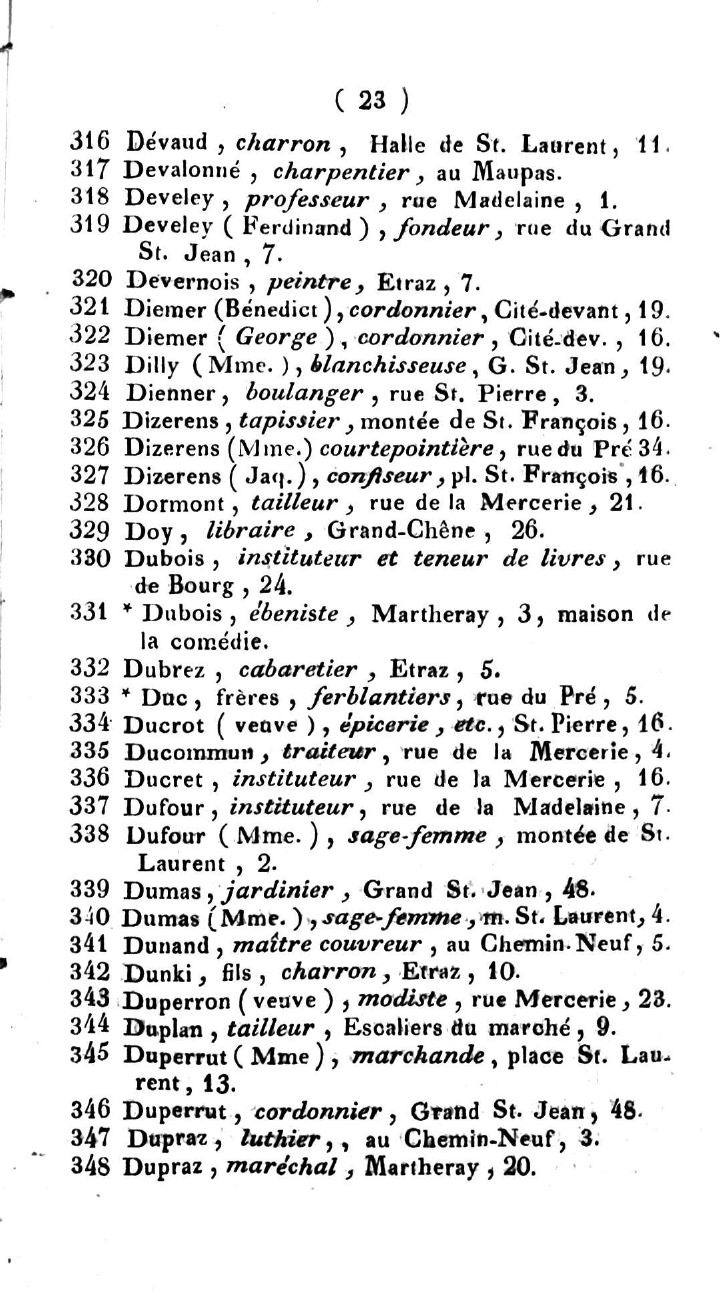 ( 23 )
316 Dévaud , charron , Halle de St. Laurent , 11.
317 Devalonné , charpentier , au Maupas.
318 Develey , professeur , rue Madelaine , 1.
319 Develey ( Ferdinand ) , fondeur , rue du Grand
St. Jean , 7.
320 Devernois , peintre , Etraz , 7.
321 Diemer (Bénedict ) , cordonnier , Cité-devant , 19.
322 Diemer ( George ) , cordonnier , Cité-dev. , 16.
323 Dilly ( Mme. ) , blanchisseuse , G. St. Jean , 19.
324 Dienner , boulanger , rue St. Pierre , 3.
325 Dizerens , tapissier , montée de St. François , 16.
326 Dizerens (Mme.) courtepointière , rue du Pré 34.
327 Dizerens ( Jaq. ) , confiseur , pl. St. François , 16.
328 Dormont , tailleur , rue de la Mercerie , 21.
329 Doy , libraire , Grand-Chêne , 26.
330 Dubois , instituteur et teneur de livres , rue
de Bourg , 24.
331 * Dubois , ébeniste , Martheray , 3 , maison de
la comédie.
332 Dubrez , cabaretier , Etraz , 5.
333 * Duc , frères , ferblantiers , rue du Pré , 5.
334 Ducrot ( veuve ) , épicerie , etc. , St. Pierre , 16.
335 Ducommun , traiteur , rue de la Mercerie , 4.
336 Ducret , instituteur , rue de la Mercerie , 16.
337 Dufour , instituteur , rue de la Madelaine , 7.
338 Dufour ( Mme. ) , sage-femme , montée de St.
Laurent , 2.
339 Dumas , jardinier , Grand St. Jean , 48.
340 Dumas ( Mme. ) , sage-femme , m. St. Laurent , 4.
341 Dunand , maître couvreur , au Chemin-Neuf , 5.
342 Dunki , fils , charron , Etraz , 10.
343 Duperron ( veuve ) , modiste , rue Mercerie , 23.
344 Duplan , tailleur , Escaliers du marché , 9.
345 Duperrut ( Mme ) , marchande , place St. Lau-
rent , 13.
346 Duperrut , cordonnier , Grand St. Jean , 48.
347 Dupraz , luthier , , au Chemin-Neuf , 3.
348 Dupraz , maréchal , Martheray , 20.